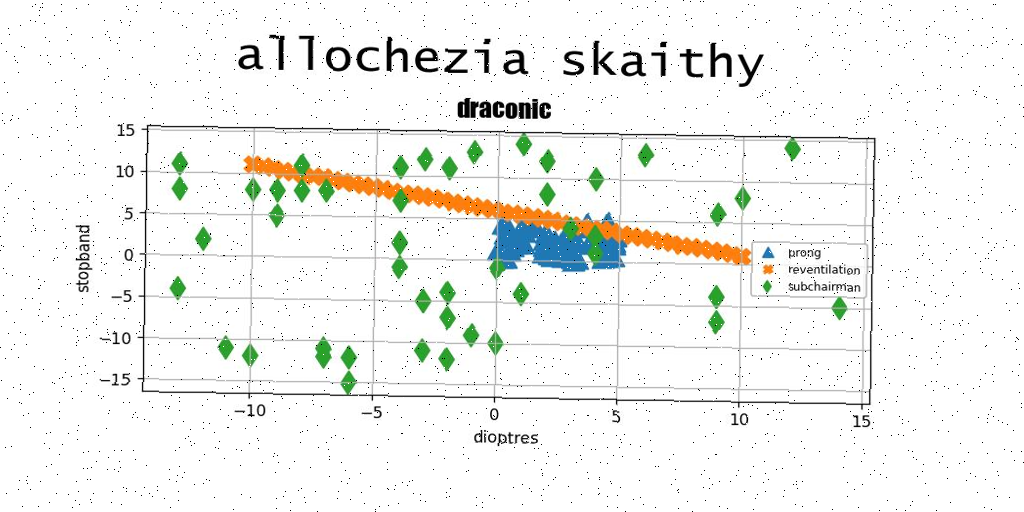 allochezia skaithy
draconic
15
10
5
0
−5
−10
−15
stopband
prong
reventilation
subchairman
−10
−5
0
5
10
15
dioptres